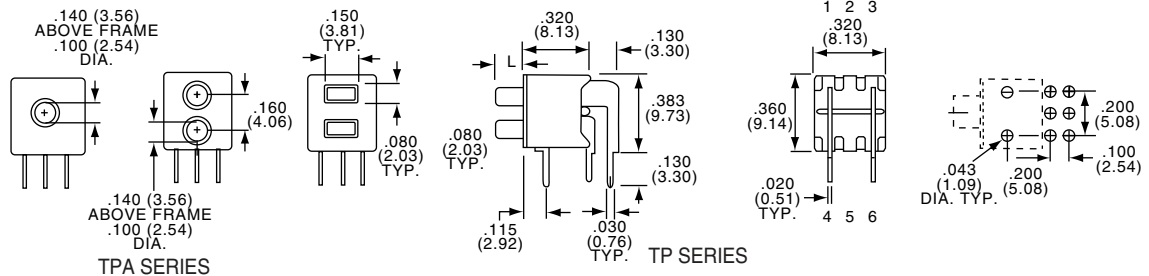 .140 (3.56)
ABOVE FRAME
.100 (2.54)
DIA.
.160
(4.06)
.140 (3.56)
ABOVE FRAME
.100 (2.54)
DIA.
TPA SERIES
.150
(3.81)
TYP.
.080
(2.03)
TYP.
.320
(8.13)
.130
(3.30)
L
.383
(9.73)
.080
(2.03)
TYP.
.130
(3.30)
.115
(2.92)
.030
(0.76)
TYP.
TP SERIES
1 2 3
.320
(8.13)
.360
(9.14)
.020
(0.51)
TYP.
4 5 6
.200
(5.08)
.100
(2.54)
.043
(1.09)
DIA. TYP.
.200
(5.08)